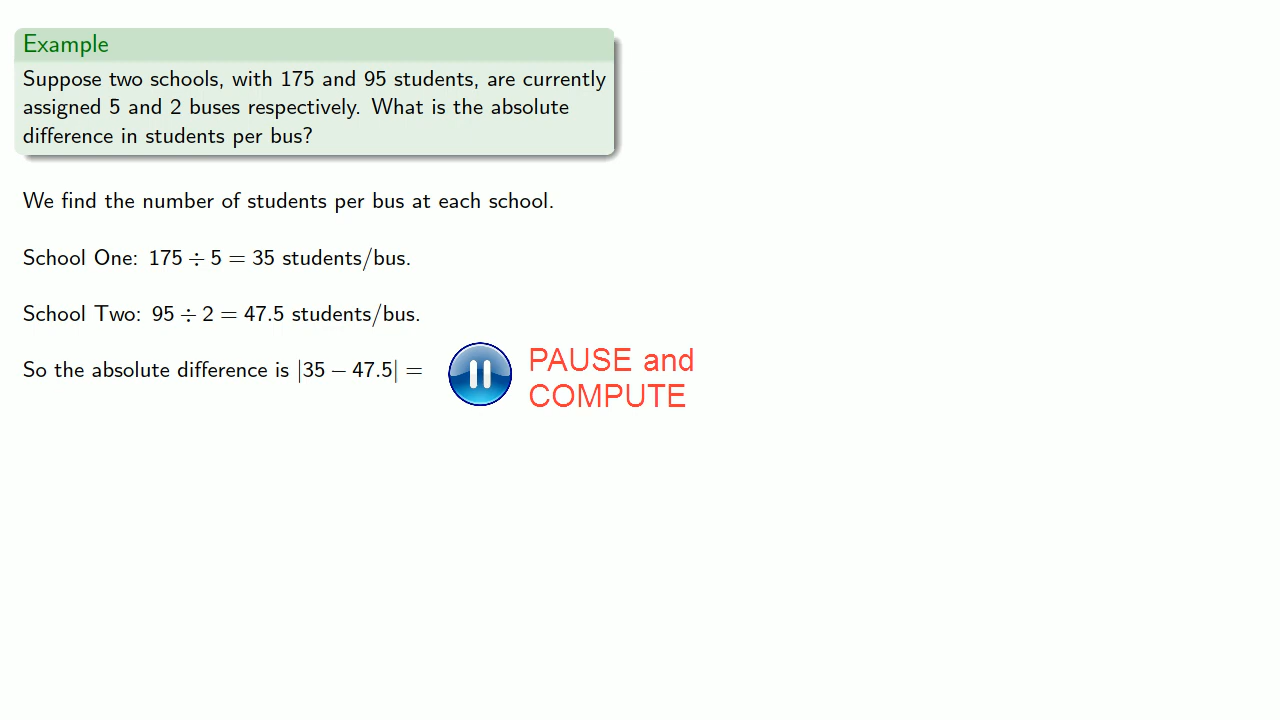 Example
Suppose two schools, with 175 and 95 students, are currently
assigned 5 and 2 buses respectively. What is the absolute
difference in students per bus?
We find the number of students per bus at each school.
School One: 175 ÷ 5 = 35 students/bus.
School Two: 95 ÷ 2 = 47.5 students/bus.
So the absolute difference is |35 − 47.5| =
PAUSE and
COMPUTE